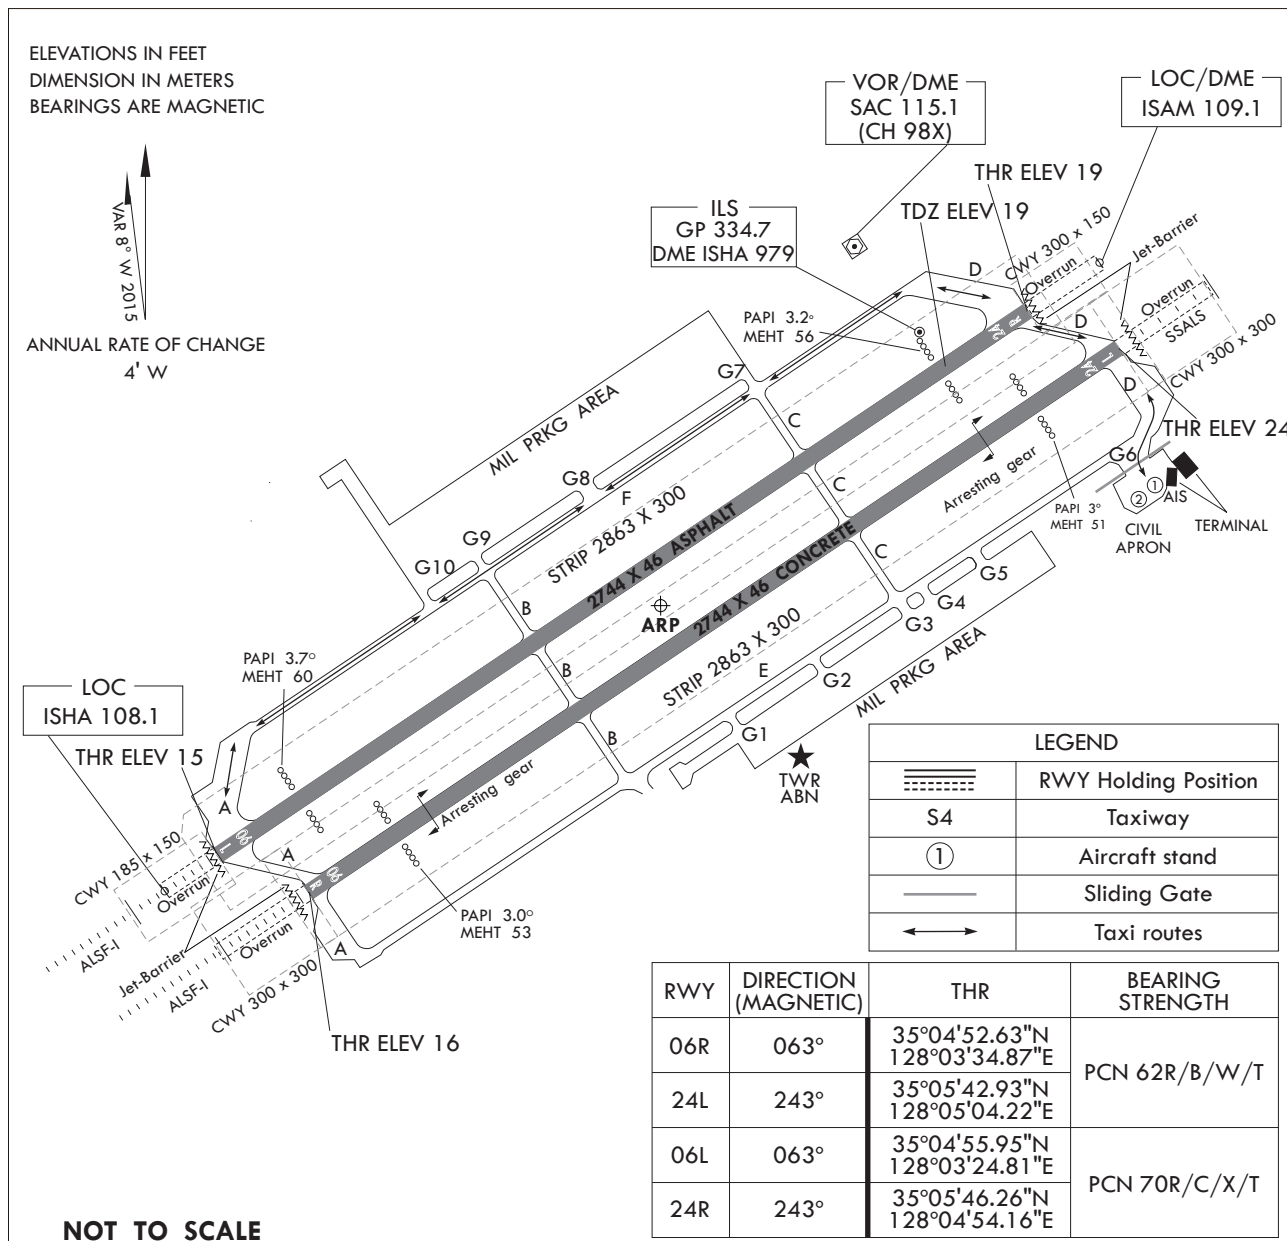 ELEVATIONS IN FEET
DIMENSION IN METERS
BEARINGS ARE MAGNETIC
VAR 8° W 2015
ANNUAL RATE OF CHANGE
4' W
VOR/DME
SAC 115.1
(CH 98X)
LOC/DME
ISAM 109.1
THR ELEV 19
TDZ ELEV 19
ILS
GP 334.7
DME ISHA 979
CWY 300 x 150
Jet-Barrier
Overrun
Overrun
SSALS
CWY 300 x 300
D
D
D
PAPI 3.2°
MEHT 56
24
R
24
L
THR ELEV 24
G7
MIL PRKG AREA
G8
F
G9
G10
C
C
C
STRIP 2863 X 300
2744 X 46 ASPHALT
2744 X 46 CONCRETE
STRIP 2863 X 300
ARP
Arresting gear
PAPI 3°
MEHT 51
G6
1
2
AIS
CIVIL
APRON
TERMINAL
G5
G4
G3
G2
G1
E
MIL PRKG AREA
TWR
ABN
B
B
B
PAPI 3.7°
MEHT 60
LOC
ISHA 108.1
THR ELEV 15
A
A
A
06
L
06
R
Arresting gear
CWY 185 x 150
Overrun
Overrun
ALSF-I
Jet-Barrier
ALSF-I
CWY 300 x 300
PAPI 3.0°
MEHT 53
THR ELEV 16
LEGEND
RWY Holding Position
S4 Taxiway
1 Aircraft stand
Sliding Gate
Taxi routes
RWY DIRECTION (MAGNETIC) THR BEARING STRENGTH
06R 063° 35°04'52.63"N 128°03'34.87"E PCN 62R/B/W/T
24L 243° 35°05'42.93"N 128°05'04.22"E
06L 063° 35°04'55.95"N 128°03'24.81"E PCN 70R/C/X/T
24R 243° 35°05'46.26"N 128°04'54.16"E
NOT TO SCALE